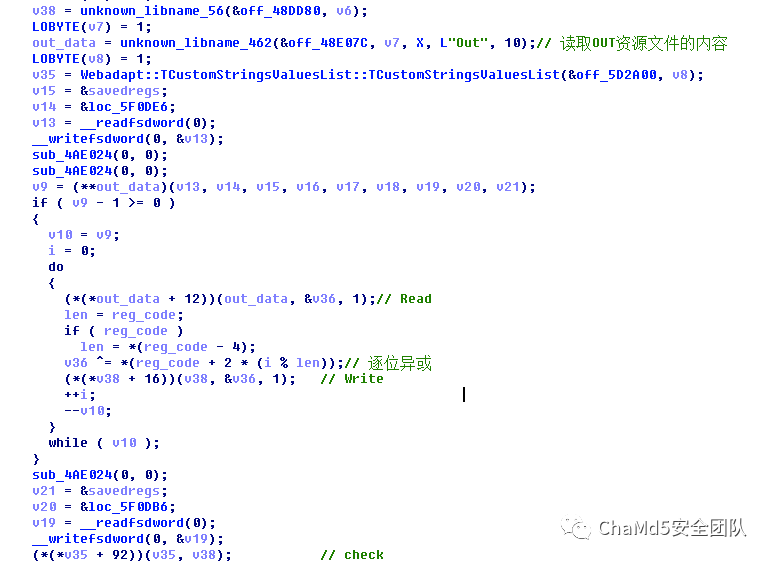 v38 = unknown_libname_56(&off_48DD80, v6);
LOBYTE(v7) = 1;
out_data = unknown_libname_462(&off_48E07C, v7, X, L"Out", 10);// 读取OUT资源文件的内容
LOBYTE(v8) = 1;
v35 = Webadapt::TCustomStringsValuesList::TCustomStringsValuesList(&off_5D2A00, v8);
v15 = &savedregs;
v14 = &loc_5F0DE6;
v13 = __readfsdword(0);
__writefsdword(0, &v13);
sub_4AE024(0, 0);
sub_4AE024(0, 0);
v9 = (**out_data)(v13, v14, v15, v16, v17, v18, v19, v20, v21);
if ( v9 - 1 >= 0 )
{
v10 = v9;
i = 0;
do
{
(*(*out_data + 12))(out_data, &v36, 1);// Read
len = reg_code;
if ( reg_code )
len = *(reg_code - 4);
v36 ^= *(reg_code + 2 * (i % len));// 逐位异或
(*(*v38 + 16))(v38, &v36, 1); // Write
++i;
--v10;
}
while ( v10 );
}
sub_4AE024(0, 0);
v21 = &savedregs;
v20 = &loc_5F0DB6;
v19 = __readfsdword(0);
__writefsdword(0, &v19);
(*(*v35 + 92))(v35, v38); // check
ChaMd5安全团队